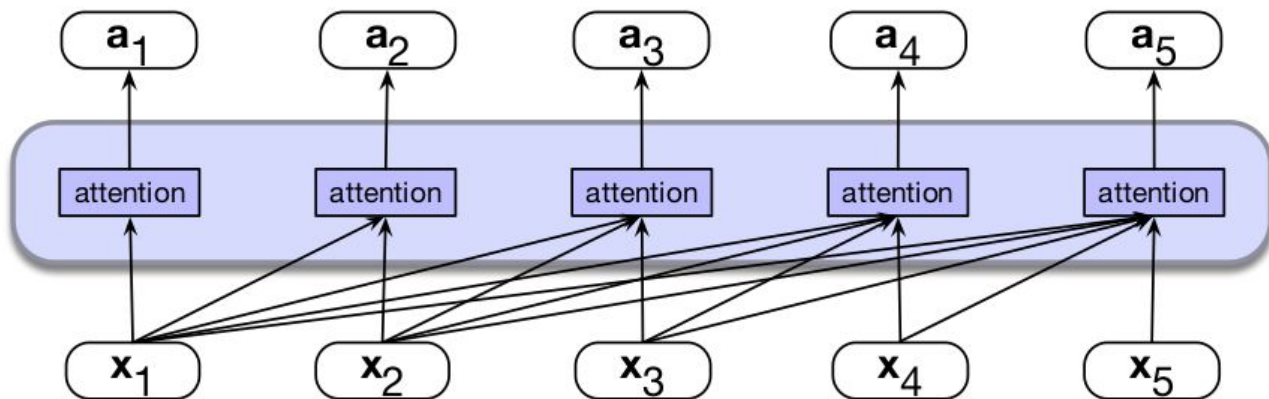 a1 a2 a3 a4 a5
attention attention attention attention attention
x1 x2 x3 x4 x5